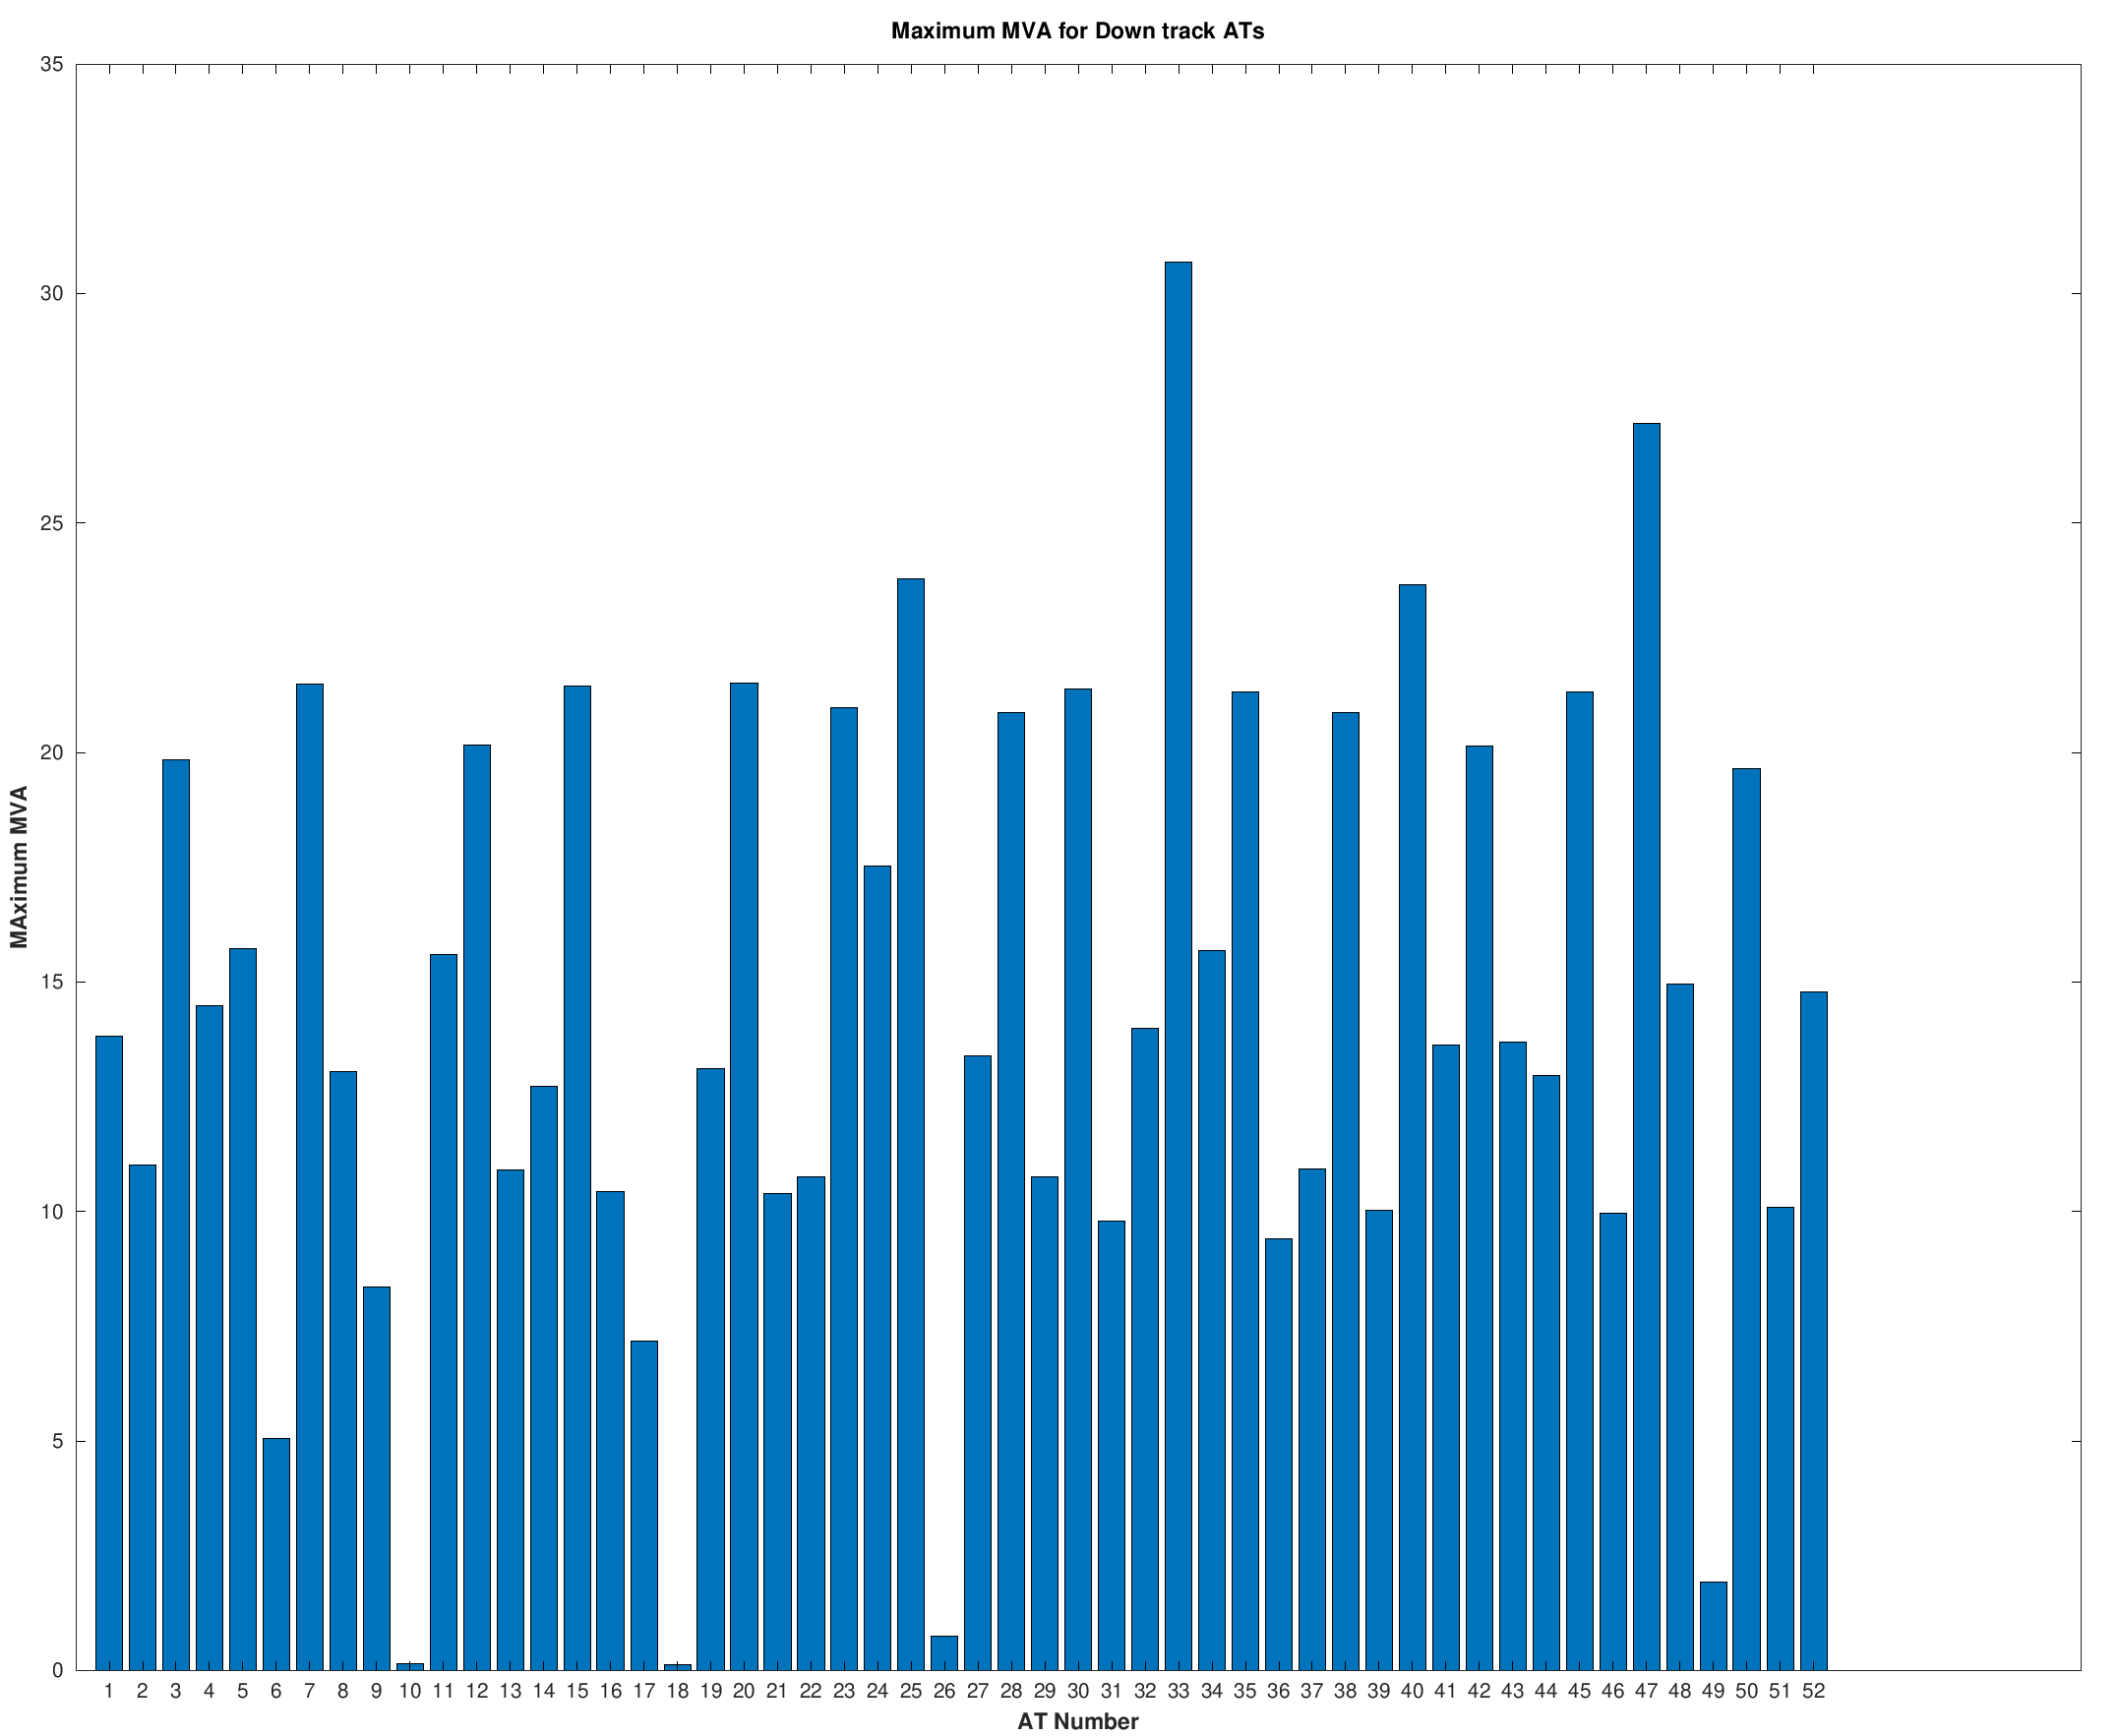 Maximum MVA for Down track ATs
35
30
25
20
15
10
5
0
MAximum MVA
1 2 3 4 5 6 7 8 9 10 11 12 13 14 15 16 17 18 19 20 21 22 23 24 25 26 27 28 29 30 31 32 33 34 35 36 37 38 39 40 41 42 43 44 45 46 47 48 49 50 51 52
AT Number